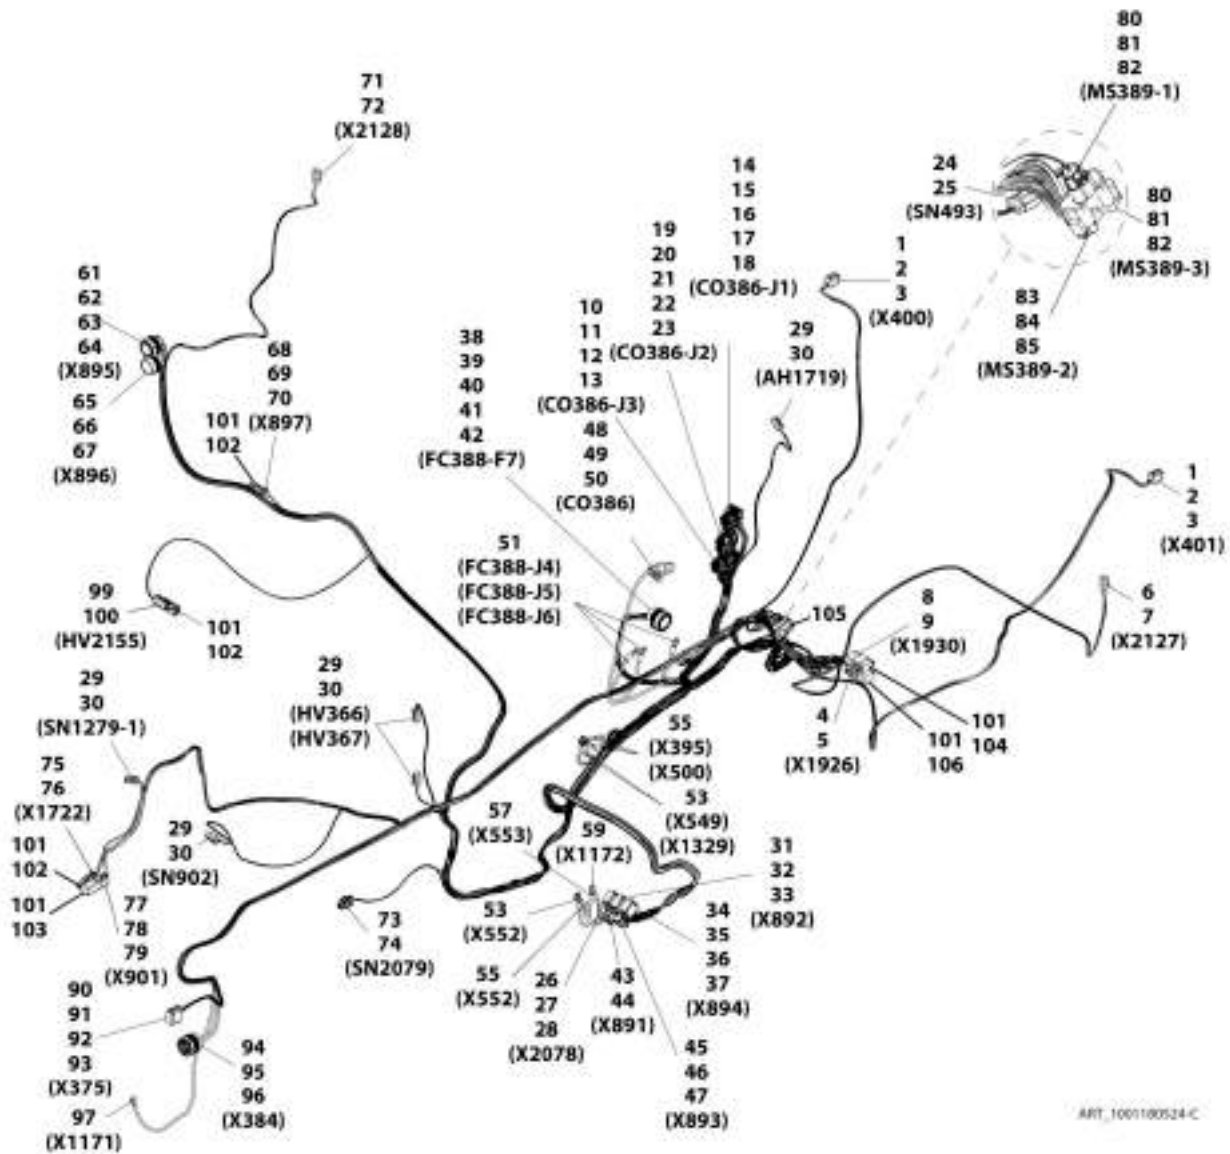 80
81
82
(MS389-1)
71
72
(X2128)
24
25
(SN493)
80
81
82
(MS389-3)
83
84
85
(MS389-2)
14
15
16
17
18
(CO386-J1)
19
20
21
22
23
(CO386-J2)
1
2
3
(X400)
10
11
12
13
(CO386-J3)
29
30
(AH1719)
61
62
63
64
(X895)
65
66
67
(X896)
68
69
70
(X897)
101
102
38
39
40
41
42
(FC388-F7)
48
49
50
(CO386)
1
2
3
(X401)
51
(FC388-J4)
(FC388-J5)
(FC388-J6)
99
100
(HV2155)
101
102
105
8
9
(X1930)
6
7
(X2127)
29
30
(SN1279-1)
29
30
(HV366)
(HV367)
55
(X395)
(X500)
4
5
(X1926)
101
106
101
104
75
76
(X1722)
101
102
101
103
29
30
(SN902)
57
(X553)
59
(X1172)
53
(X549)
(X1329)
31
32
33
(X892)
77
78
79
(X901)
73
74
(SN2079)
53
(X552)
55
(X552)
26
27
28
(X2078)
43
44
(X891)
34
35
36
37
(X894)
45
46
47
(X893)
90
91
92
93
(X375)
94
95
96
(X384)
97
(X1171)
ART_1001180524-C